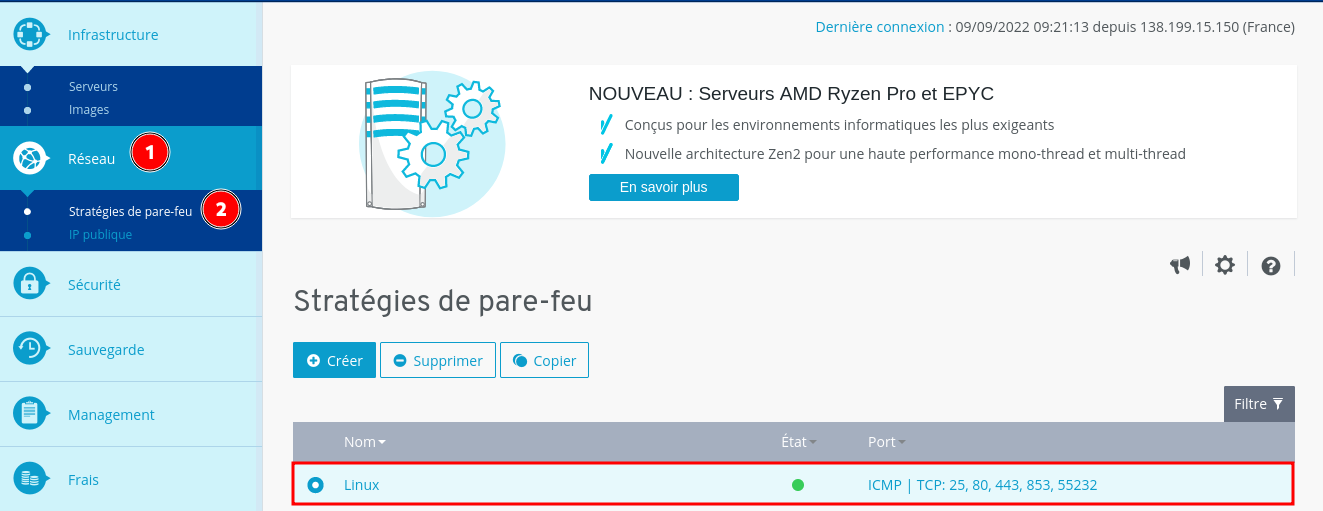 Infrastructure
Serveurs
Images
Réseau
1
Stratégies de pare-feu
2
IP publique
Sécurité
Sauvegarde
Management
Frais
Dernière connexion : 09/09/2022 09:21:13 depuis 138.199.15.150 (France)
NOUVEAU : Serveurs AMD Ryzen Pro et EPYC
Conçus pour les environnements informatiques les plus exigeants
Nouvelle architecture Zen2 pour une haute performance mono-thread et multi-thread
En savoir plus
Stratégies de pare-feu
Créer Supprimer Copier
Filtre
Nom État Port
Linux ICMP | TCP: 25, 80, 443, 853, 55232